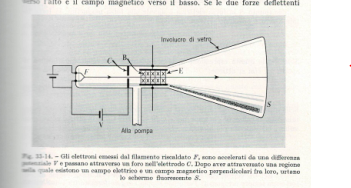 verso l'alto e il campo magnetico verso il basso. Se le due forze deflettenti
Involucro di vetro
C
B
F
E
S
V
Alla pompa
Fig. 33-14. – Gli elettroni emessi dal filamento riscaldato F, sono accelerati da una differenza
potenziale V e passano attraverso un foro nell'elettrodo C. Dopo aver attraversato una regione
nella quale esistono un campo elettrico e un campo magnetico perpendicolari fra loro, urtano
lo schermo fluorescente S.